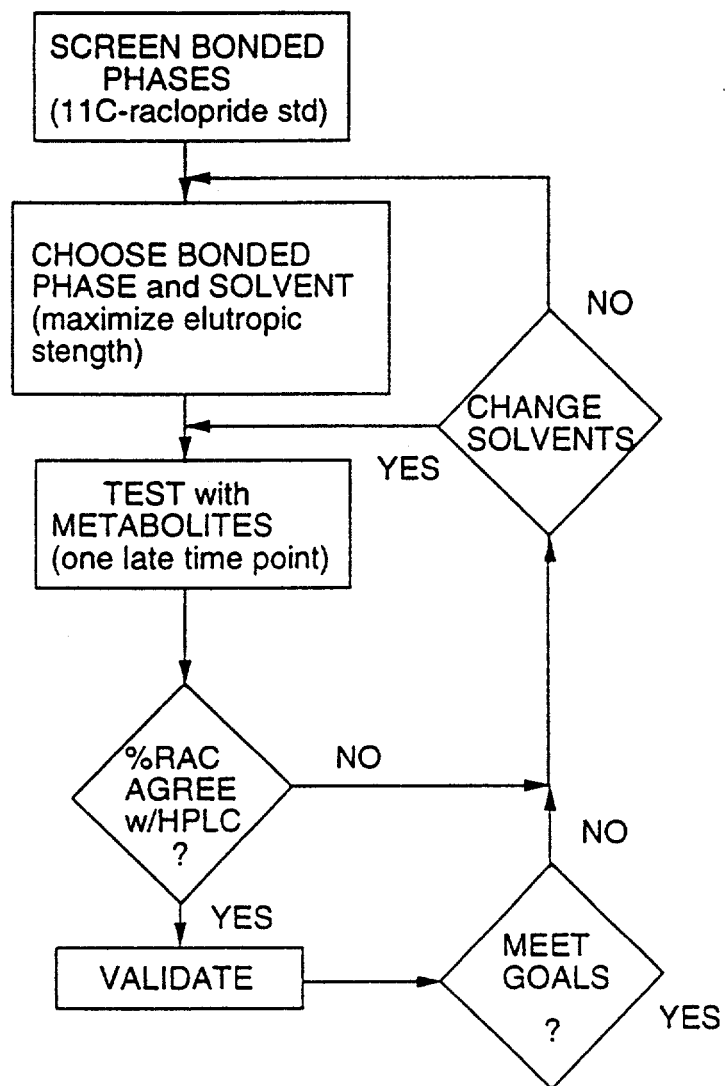 SCREEN BONDED
PHASES
(11C-raclopride std)
CHOOSE BONDED
PHASE and SOLVENT
(maximize elutropic
stength)
NO
CHANGE
SOLVENTS
YES
TEST with
METABOLITES
(one late time point)
%RAC
AGREE
w/HPLC
?
NO
NO
YES
VALIDATE
MEET
GOALS
?
YES